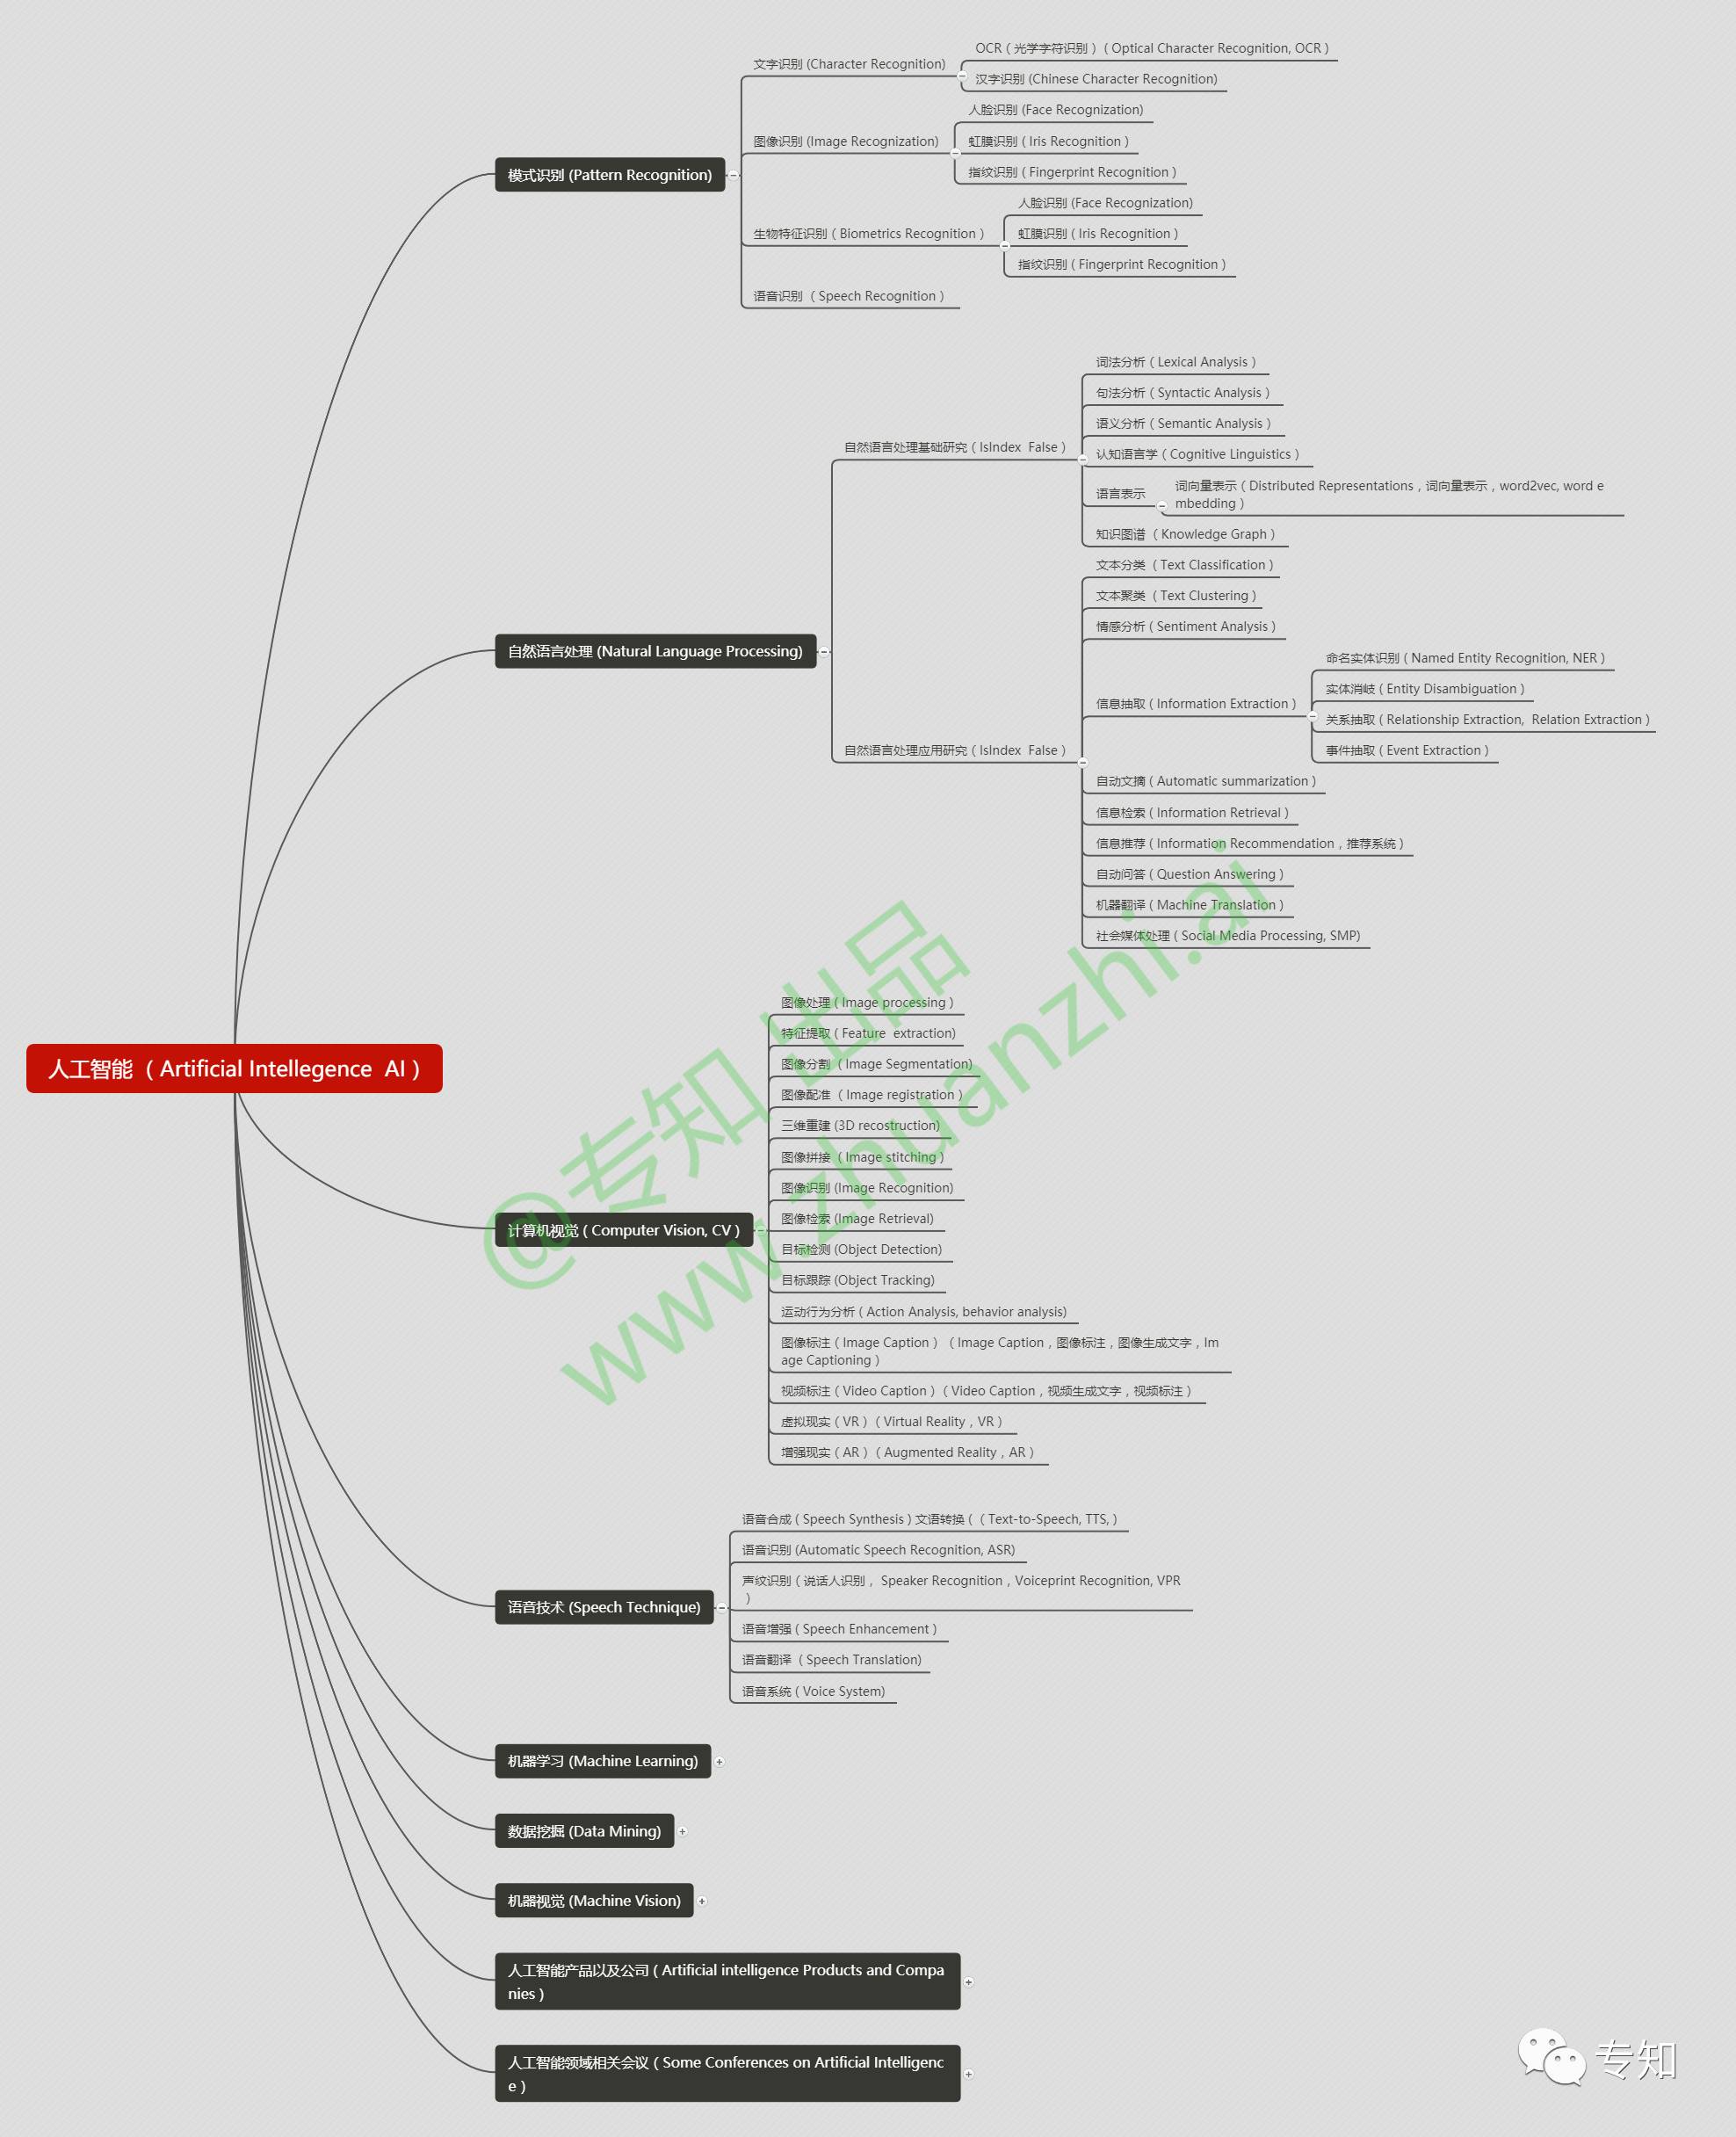 人工智能 （ Artificial Intellegence  AI ）
模式识别 (Pattern Recognition)
文字识别 (Character Recognition)
OCR（ 光学字符识别 ）（ Optical Character Recognition, OCR ）
汉字识别 (Chinese Character Recognition)
图像识别 (Image Recognization)
人脸识别 (Face Recognization)
虹膜识别（ Iris Recognition ）
指纹识别（ Fingerprint Recognition ）
生物特征识别（ Biometrics Recognition ）
人脸识别 (Face Recognization)
虹膜识别（ Iris Recognition ）
指纹识别（ Fingerprint Recognition ）
语音识别 （ Speech Recognition ）
自然语言处理 (Natural Language Processing)
自然语言处理基础研究（ IsIndex  False ）
词法分析（ Lexical Analysis ）
句法分析（ Syntactic Analysis ）
语义分析（ Semantic Analysis ）
认知语言学（ Cognitive Linguistics ）
语言表示
词向量表示（ Distributed Representations，词向量表示，word2vec, word e
mbedding ）
知识图谱 （ Knowledge Graph ）
自然语言处理应用研究（ IsIndex  False ）
文本分类 （ Text Classification ）
文本聚类 （ Text Clustering ）
情感分析（ Sentiment Analysis ）
信息抽取（ Information Extraction ）
命名实体识别（ Named Entity Recognition, NER ）
实体消岐（ Entity Disambiguation ）
关系抽取（ Relationship Extraction,  Relation Extraction ）
事件抽取（ Event Extraction ）
自动文摘（ Automatic summarization ）
信息检索（ Information Retrieval ）
信息推荐（ Information Recommendation，推荐系统 ）
自动问答（ Question Answering ）
机器翻译（ Machine Translation ）
社会媒体处理（ Social Media Processing, SMP)
计算机视觉（ Computer Vision, CV ）
图像处理（ Image processing ）
特征提取（ Feature  extraction)
图像分割 （ Image Segmentation)
图像配准 （ Image registration ）
三维重建 (3D recostruction)
图像拼接 （ Image stitching ）
图像识别 (Image Recognition)
图像检索 (Image Retrieval)
目标检测 (Object Detection)
目标跟踪 (Object Tracking)
运动行为分析（ Action Analysis, behavior analysis)
图像标注（ Image Caption ） （ Image Caption，图像标注，图像生成文字，Im
age Captioning ）
视频标注（ Video Caption ）（ Video Caption，视频生成文字，视频标注 ）
虚拟现实（ VR ）（ Virtual Reality，VR ）
增强现实（ AR ）（ Augmented Reality，AR ）
语音技术 (Speech Technique)
语音合成（ Speech Synthesis ) 文语转换（（ Text-to-Speech, TTS, ）
语音识别 (Automatic Speech Recognition, ASR)
声纹识别（ 说话人识别， Speaker Recognition，Voiceprint Recognition, VPR
）
语音增强（ Speech Enhancement ）
语音翻译 （ Speech Translation)
语音系统（ Voice System)
机器学习 (Machine Learning)
数据挖掘 (Data Mining)
机器视觉 (Machine Vision)
人工智能产品以及公司（ Artificial intelligence Products and Compa
nies ）
人工智能领域相关会议（ Some Conferences on Artificial Intelligenc
e ）
@专知 出品
www.zhuanzhi.ai
专知